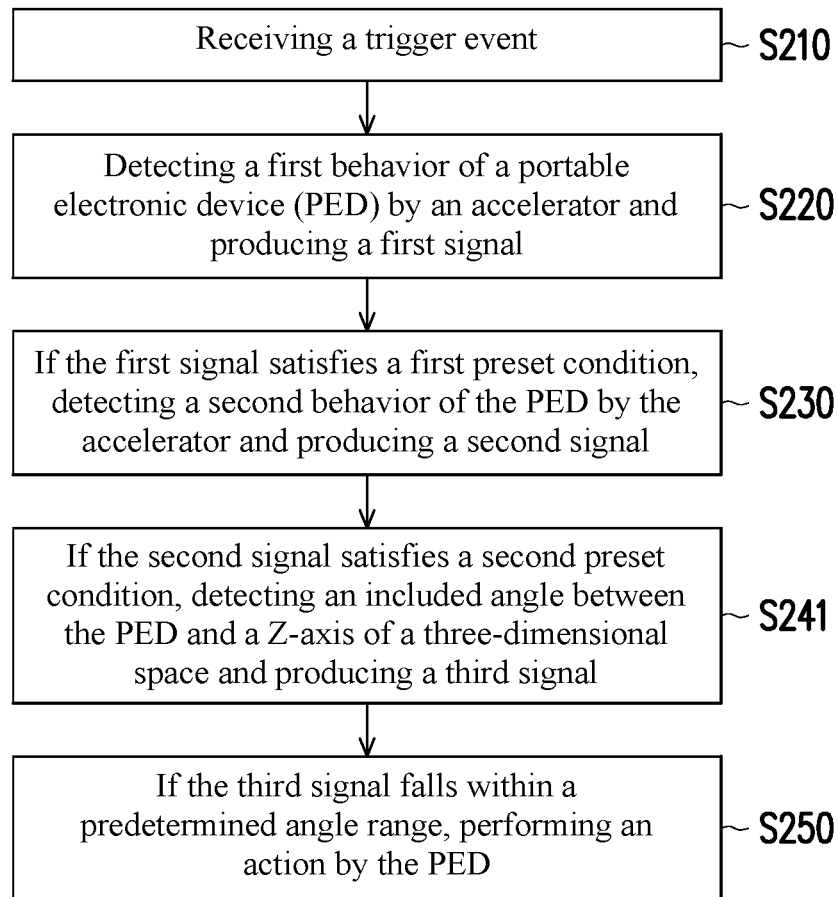 Receiving a trigger event
S210
Detecting a first behavior of a portable
electronic device (PED) by an accelerator and
producing a first signal
S220
If the first signal satisfies a first preset condition,
detecting a second behavior of the PED by the
accelerator and producing a second signal
S230
If the second signal satisfies a second preset
condition, detecting an included angle between
the PED and a Z-axis of a three-dimensional
space and producing a third signal
S241
If the third signal falls within a
predetermined angle range, performing an
action by the PED
S250